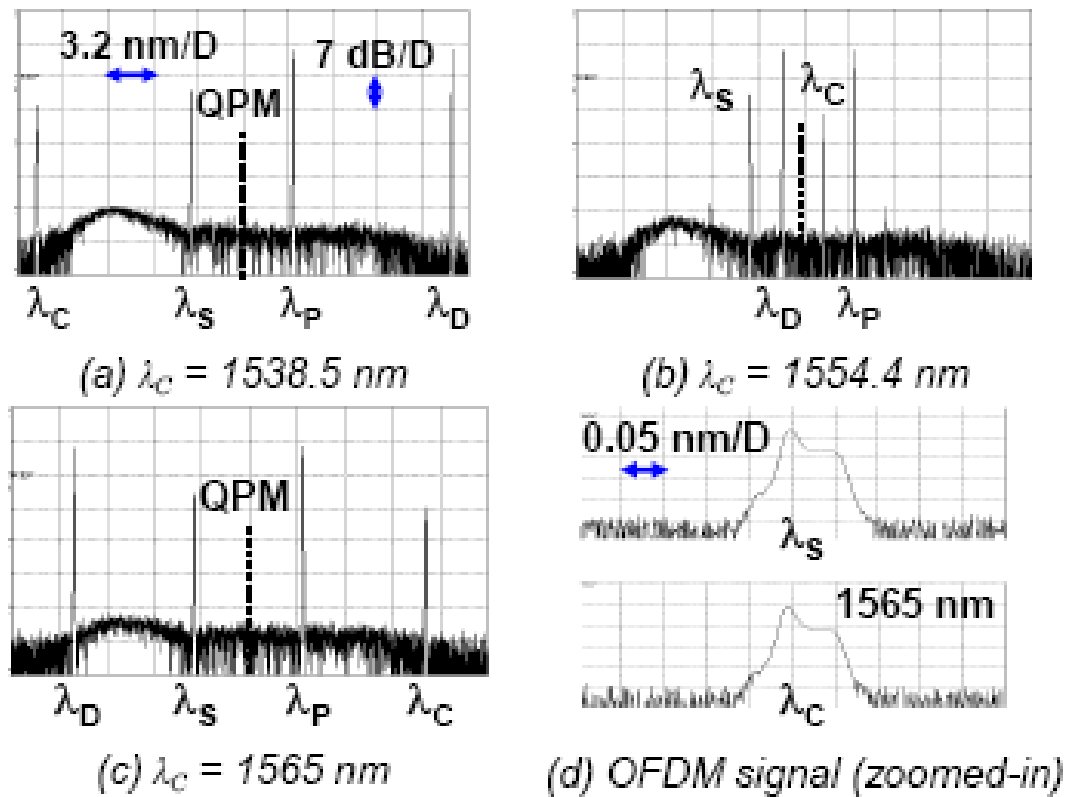 3.2 nm/D
7 dB/D
QPM
λC
λS
λP
λD
(a) λC = 1538.5 nm
λS
λC
λD
λP
(b) λC = 1554.4 nm
QPM
λD
λS
λP
λC
(c) λC = 1565 nm
0.05 nm/D
λS
1565 nm
λC
(d) OFDM signal (zoomed-in)